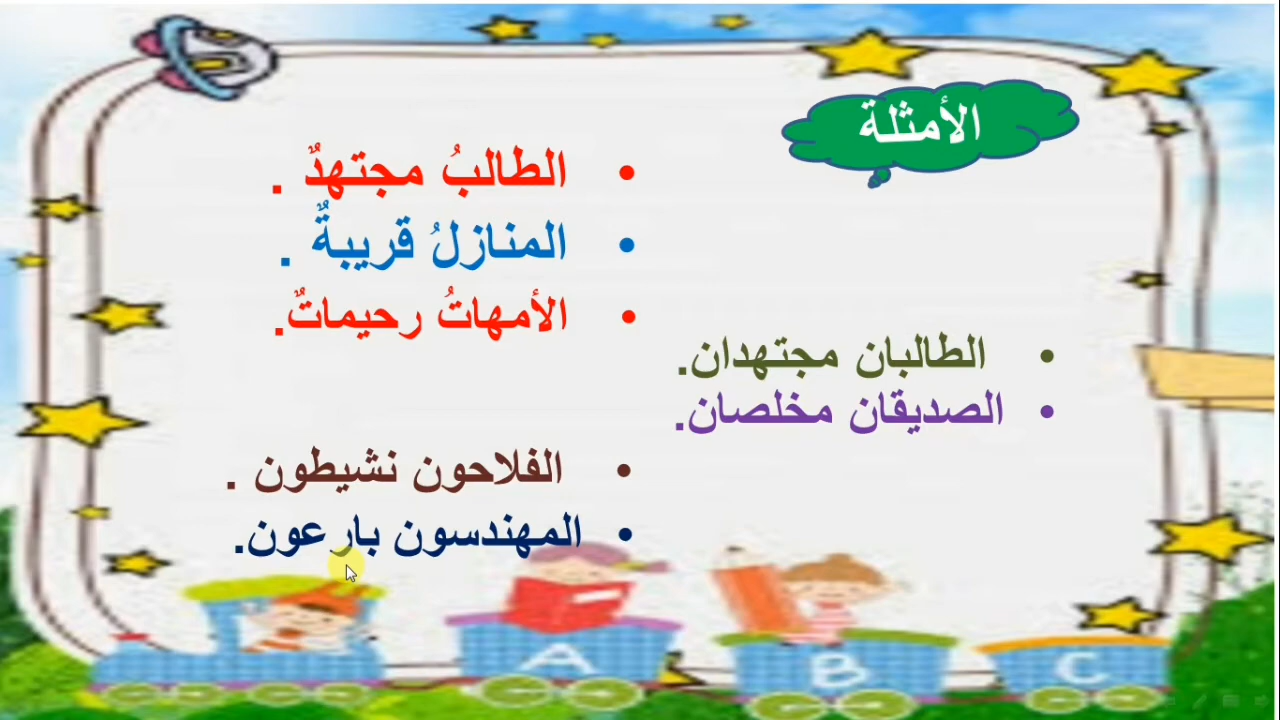 الأمثلة
• الطالبُ مجتهدٌ .
• المنازلُ قريبةٌ .
• الأمهاتُ رحيماتٌ.
• الطالبان مجتهدان.
• الصديقان مخلصان.
• الفلاحون نشيطون .
• المهندسون بارعون.
A B C